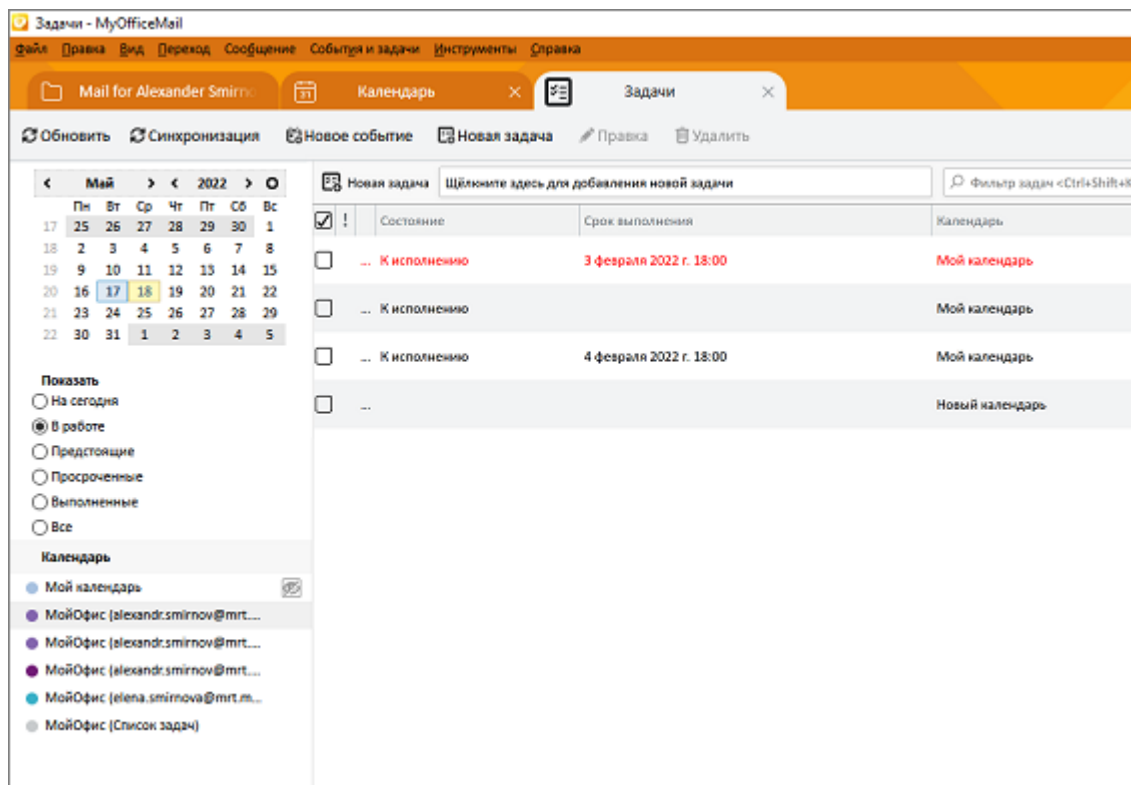 Задачи - MyOfficeMail
Файл Правка Вид Переход Сообщение События и задачи Инструменты Справка
Mail for Alexander Smirno
31 Календарь
Задачи
Обновить Синхронизация Новое событие Новая задача Правка Удалить
Май 2022
Пн Вт Ср Чт Пт Сб Вс
17 25 26 27 28 29 30 1
18 2 3 4 5 6 7 8
19 9 10 11 12 13 14 15
20 16 17 18 19 20 21 22
21 23 24 25 26 27 28 29
22 30 31 1 2 3 4 5
Показать
На сегодня
В работе
Предстоящие
Просроченные
Выполненные
Все
Календарь
Мой календарь
МойОфис (alexandr.smirnov@mrt....
МойОфис (alexandr.smirnov@mrt....
МойОфис (alexandr.smirnov@mrt....
МойОфис (elena.smirnova@mrt.m...
МойОфис (Список задач)
Новая задача Щёлкните здесь для добавления новой задачи Фильтр задач <Ctrl+Shift+K
! Состояние Срок выполнения Календарь
... К исполнению 3 февраля 2022 г. 18:00 Мой календарь
... К исполнению Мой календарь
... К исполнению 4 февраля 2022 г. 18:00 Мой календарь
... Новый календарь